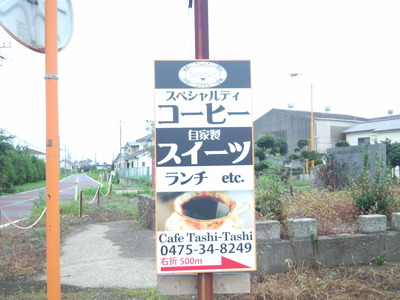 スペシャルティ
コーヒー
自家製
スイーツ
ランチ etc.
Cafe Tashi-Tashi
0475-34-8249
右折 500m